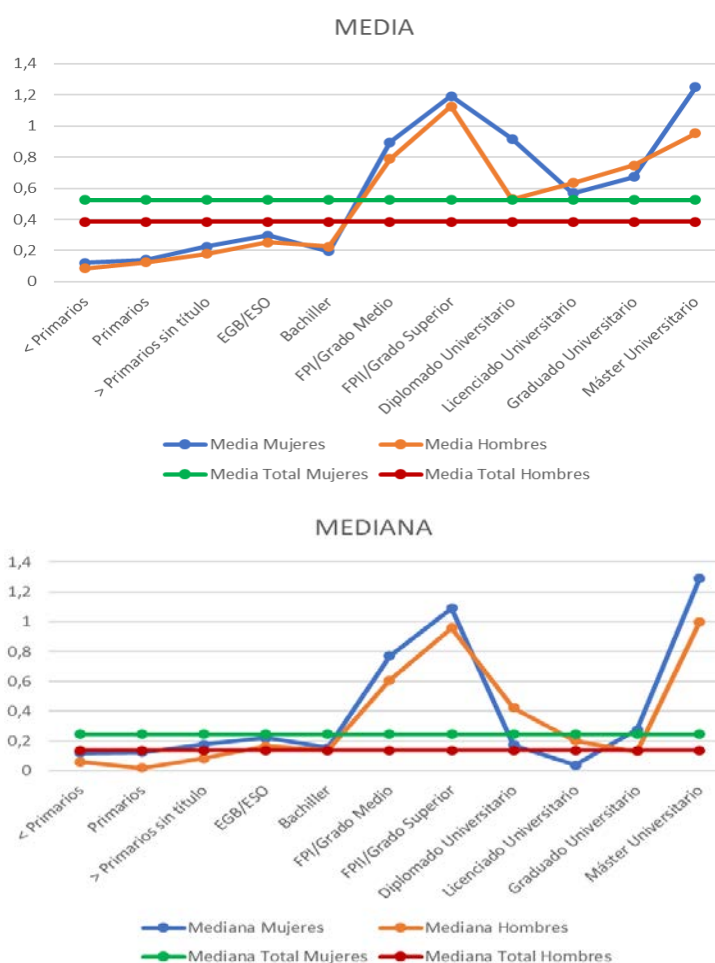 MEDIA
1,4
1,2
1
0,8
0,6
0,4
0,2
0
< Primarios
Primarios
> Primarios sin título
EGB/ESO
Bachiller
FPI/Grado Medio
FPII/Grado Superior
Diplomado Universitario
Licenciado Universitario
Graduado Universitario
Máster Universitario
Media Mujeres Media Hombres
Media Total Mujeres Media Total Hombres
MEDIANA
1,4
1,2
1
0,8
0,6
0,4
0,2
0
< Primarios
Primarios
> Primarios sin título
EGB/ESO
Bachiller
FPI/Grado Medio
FPII/Grado Superior
Diplomado Universitario
Licenciado Universitario
Graduado Universitario
Máster Universitario
Mediana Mujeres Mediana Hombres
Mediana Total Mujeres Mediana Total Hombres